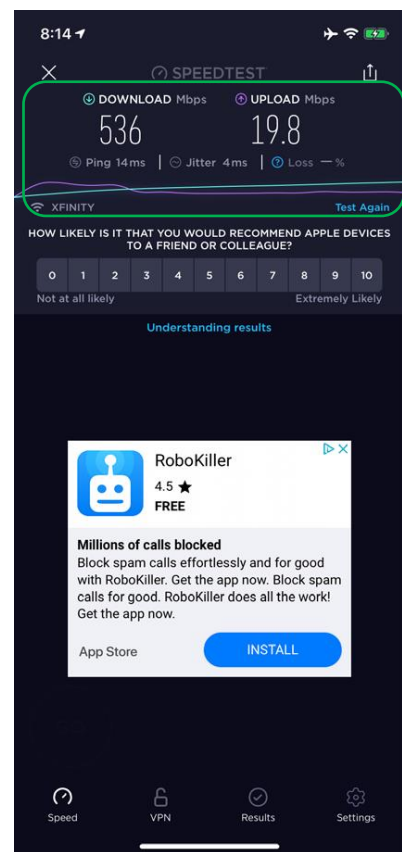 8:14
SPEEDTEST
DOWNLOAD Mbps UPLOAD Mbps
536 19.8
Ping 14ms | Jitter 4ms | ? Loss — %
XFINITY Test Again
HOW LIKELY IS IT THAT YOU WOULD RECOMMEND APPLE DEVICES
TO A FRIEND OR COLLEAGUE?
0 1 2 3 4 5 6 7 8 9 10
Not at all likely Extremely Likely
Understanding results
RoboKiller
4.5 ★
FREE
Millions of calls blocked
Block spam calls effortlessly and for good
with RoboKiller. Get the app now. Block spam
calls for good. RoboKiller does all the work!
Get the app now.
App Store INSTALL
Speed VPN Results Settings